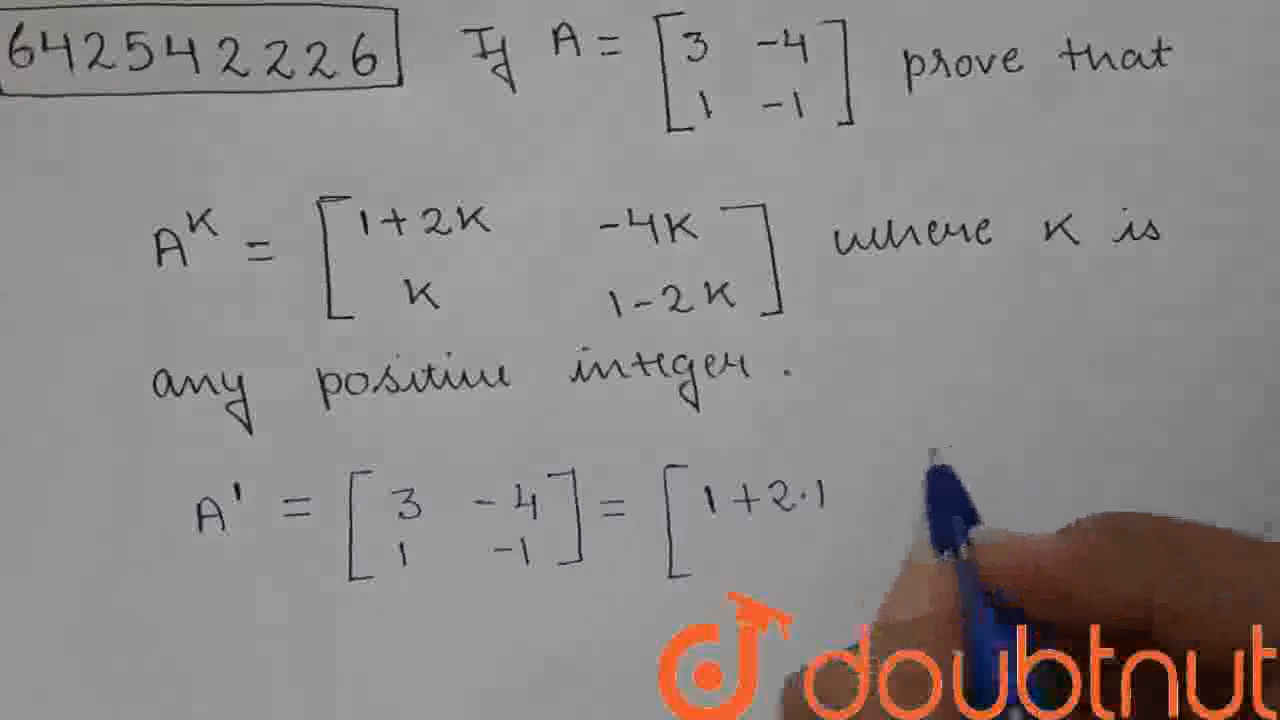 642542226 If A = [3 -4 1 -1] prove that
A^K = [1+2K -4K K 1-2K] where K is
any positive integer.
A' = [3 -4 1 -1] = [1+2·1
doubtnut